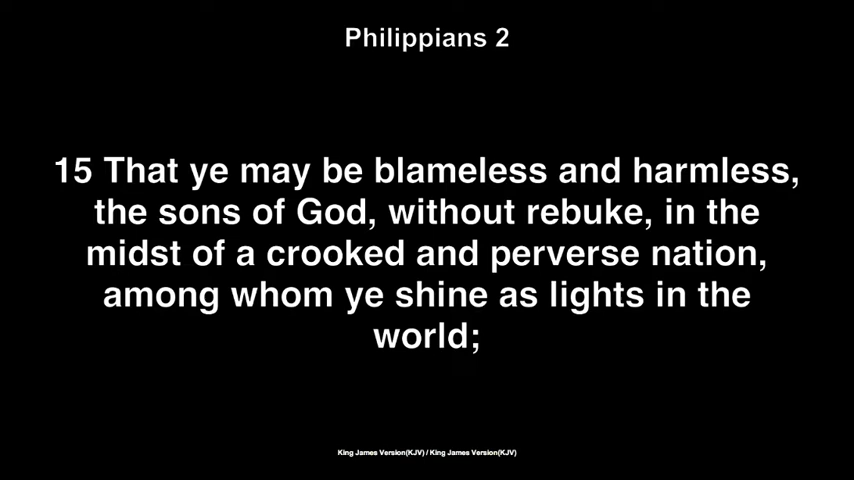 Philippians 2
15 That ye may be blameless and harmless,
the sons of God, without rebuke, in the
midst of a crooked and perverse nation,
among whom ye shine as lights in the
world;
King James Version(KJV) / King James Version(KJV)